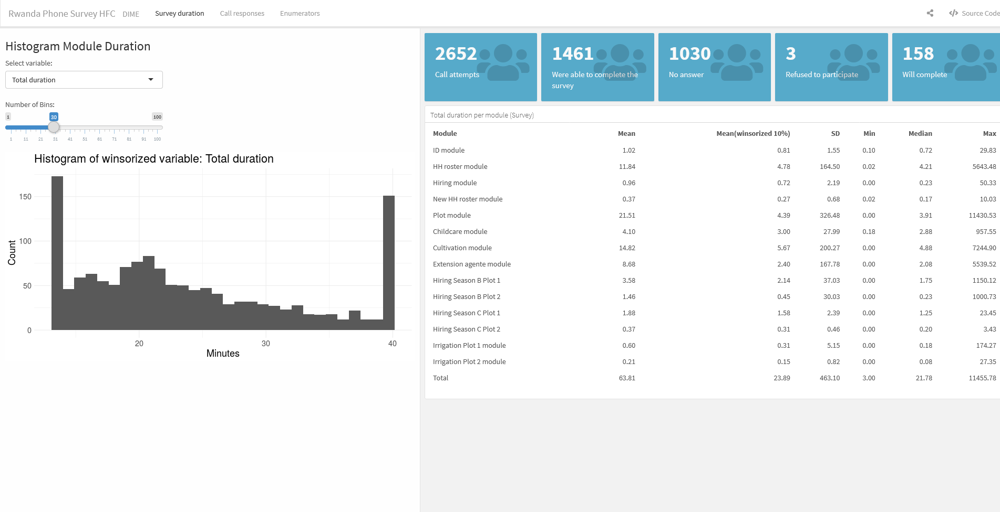 Rwanda Phone Survey HFC DIME Survey duration Call responses Enumerators Source Code
Histogram Module Duration
Select variable:
Total duration
Number of Bins:
1 30 100
1 11 21 31 41 51 61 71 81 91 100
Histogram of winsorized variable: Total duration
150
100
50
0
Count
20 30 40
Minutes
2652
Call attempts
1461
Were able to complete the
survey
1030
No answer
3
Refused to participate
158
Will complete
Total duration per module (Survey)
Module Mean Mean(winsorized 10%) SD Min Median Max
ID module 1.02 0.81 1.55 0.10 0.72 29.83
HH roster module 11.84 4.78 164.50 0.02 4.21 5643.48
Hiring module 0.96 0.72 2.19 0.00 0.23 50.33
New HH roster module 0.37 0.27 0.68 0.02 0.17 10.03
Plot module 21.51 4.39 326.48 0.00 3.91 11430.53
Childcare module 4.10 3.00 27.99 0.18 2.88 957.55
Cultivation module 14.82 5.67 200.27 0.00 4.88 7244.90
Extension agente module 8.68 2.40 167.78 0.00 2.08 5539.52
Hiring Season B Plot 1 3.58 2.14 37.03 0.00 1.75 1150.12
Hiring Season B Plot 2 1.46 0.45 30.03 0.00 0.23 1000.73
Hiring Season C Plot 1 1.88 1.58 2.39 0.00 1.25 23.45
Hiring Season C Plot 2 0.37 0.31 0.46 0.00 0.20 3.43
Irrigation Plot 1 module 0.60 0.31 5.15 0.00 0.18 174.27
Irrigation Plot 2 module 0.21 0.15 0.82 0.00 0.08 27.35
Total 63.81 23.89 463.10 3.00 21.78 11455.78